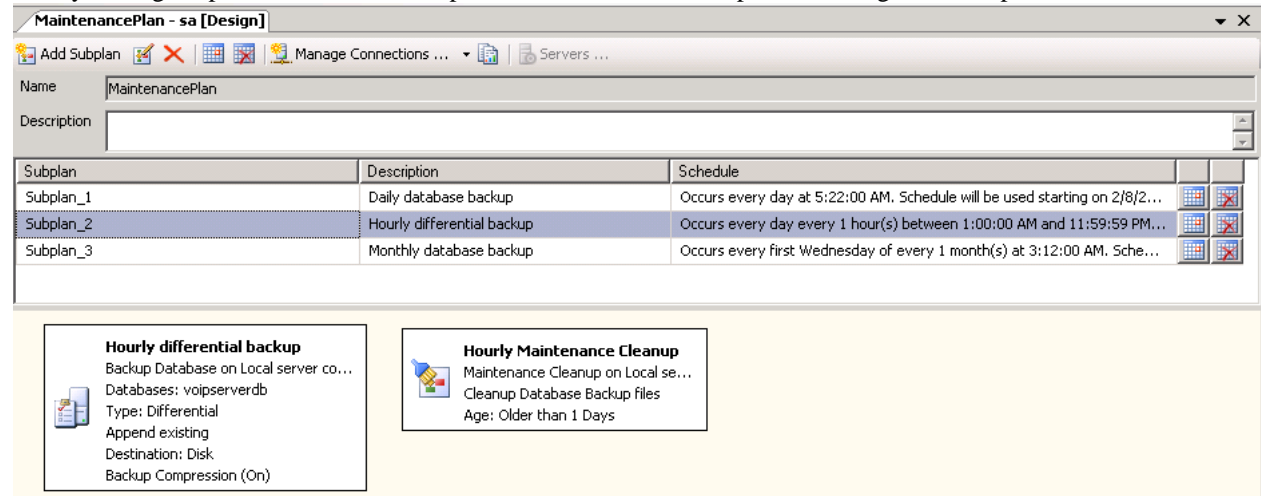 MaintenancePlan - sa [Design]
Add Subplan Manage Connections ... Servers ...
Name MaintenancePlan
Description
Subplan Description Schedule
Subplan_1 Daily database backup Occurs every day at 5:22:00 AM. Schedule will be used starting on 2/8/2...
Subplan_2 Hourly differential backup Occurs every day every 1 hour(s) between 1:00:00 AM and 11:59:59 PM...
Subplan_3 Monthly database backup Occurs every first Wednesday of every 1 month(s) at 3:12:00 AM. Sche...
Hourly differential backup
Backup Database on Local server co...
Databases: voipserverdb
Type: Differential
Append existing
Destination: Disk
Backup Compression (On)
Hourly Maintenance Cleanup
Maintenance Cleanup on Local se...
Cleanup Database Backup files
Age: Older than 1 Days